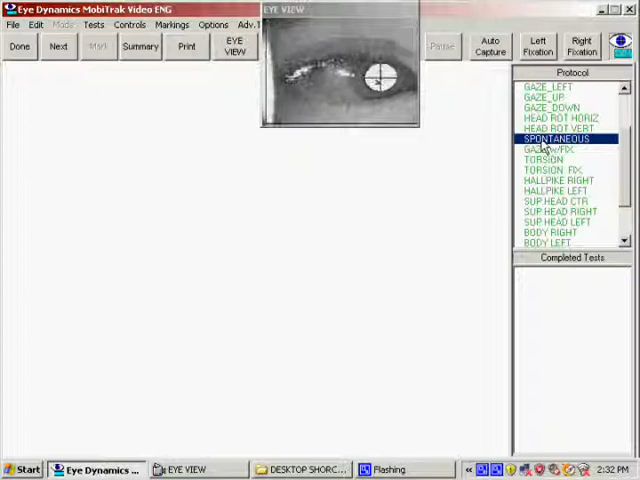 Eye Dynamics MobiTrak Video ENG
EYE VIEW
File Edit Mode Tests Controls Markings Options Adv.
Done Next Mark Summary Print EYE VIEW Pause Auto Capture Left Fixation Right Fixation
Protocol
GAZE_LEFT
GAZE_UP
GAZE_DOWN
HEAD ROT HORIZ
HEAD ROT VERT
SPONTANEOUS
TORSION
TORSION FIX
HALLPIKE RIGHT
HALLPIKE LEFT
SUP HEAD CTR
SUP HEAD RIGHT
SUP HEAD LEFT
BODY RIGHT
BODY LEFT
Completed Tests
Start Eye Dynamics ... EYE VIEW DESKTOP SHORC... Flashing « 2:32 PM